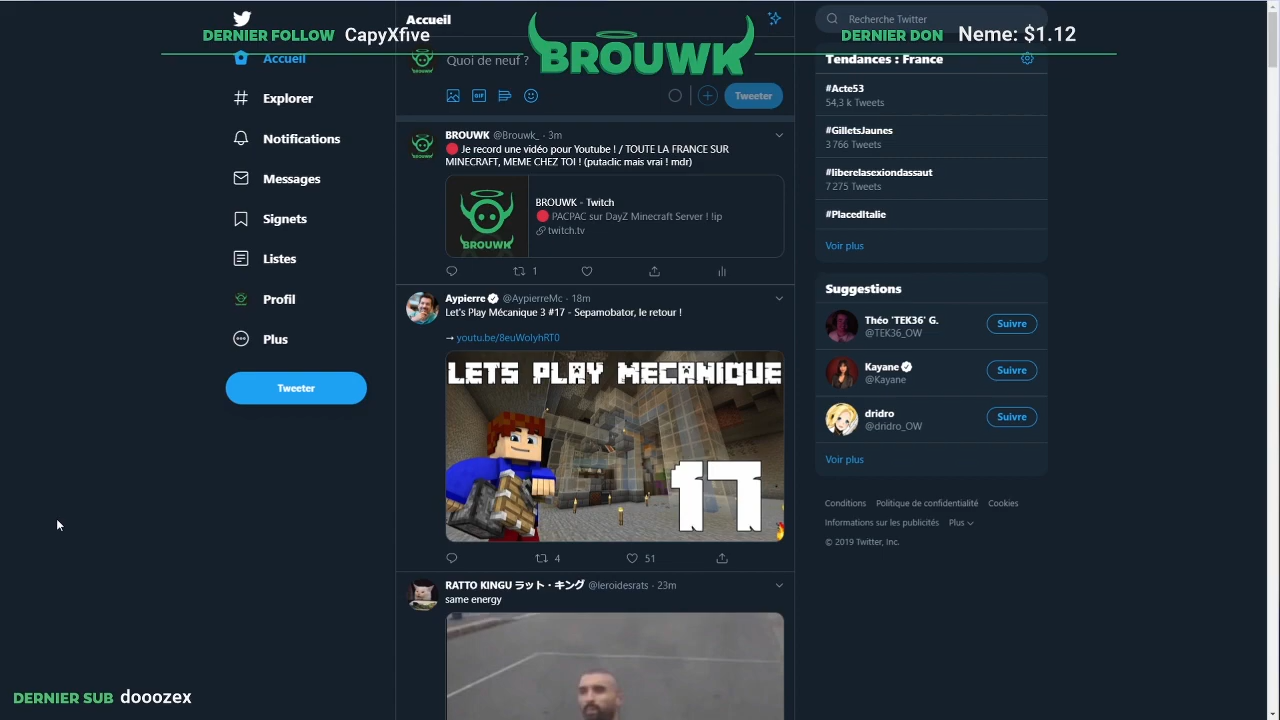 DERNIER FOLLOW CapyXfive
BROUWK
DERNIER DON Neme: $1.12
Accueil
Explorer
Notifications
Messages
Signets
Listes
Profil
Plus
Tweeter
Accueil
Quoi de neuf ?
GIF
Tweeter
BROUWK @Brouwk_ · 3m
🔴 Je record une vidéo pour Youtube ! / TOUTE LA FRANCE SUR
MINECRAFT, MEME CHEZ TOI ! (putaclic mais vrai ! mdr)
BROUWK
BROUWK - Twitch
🔴 PACPAC sur DayZ Minecraft Server ! !ip
twitch.tv
1
Aypierre @AypierreMc · 18m
Let's Play Mécanique 3 #17 - Sepamobator, le retour !
→ youtu.be/8euWolyhRT0
LETS PLAY MECANIQUE
17
4
51
RATTO KINGU ラット・キング @leroidesrats · 23m
same energy
Recherche Twitter
Tendances : France
#Acte53
54,3 k Tweets
#GilletsJaunes
3 766 Tweets
#liberelasexiondassaut
7 275 Tweets
#PlacedItalie
Voir plus
Suggestions
Théo 'TEK36' G.
@TEK36_OW
Suivre
Kayane
@Kayane
Suivre
dridro
@dridro_OW
Suivre
Voir plus
Conditions Politique de confidentialité Cookies
Informations sur les publicités Plus
© 2019 Twitter, Inc.
DERNIER SUB dooozex